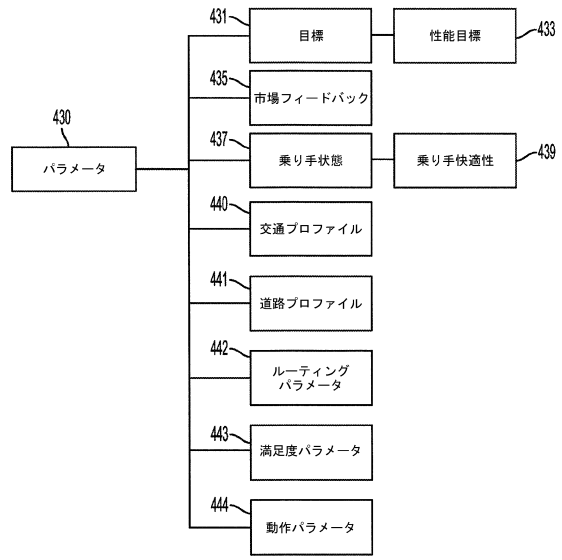 431
目標
性能目標
433
435
市場フィードバック
430
パラメータ
437
乗り手状態
乗り手快適性
439
440
交通プロファイル
441
道路プロファイル
442
ルーティング
パラメータ
443
満足度パラメータ
444
動作パラメータ